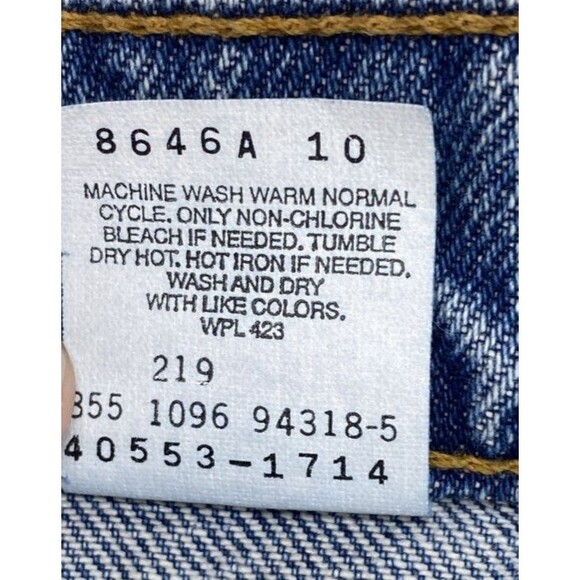 8646A 10
MACHINE WASH WARM NORMAL
CYCLE. ONLY NON-CHLORINE
BLEACH IF NEEDED. TUMBLE
DRY HOT. HOT IRON IF NEEDED.
WASH AND DRY
WITH LIKE COLORS.
WPL 423
219
355 1096 94318-5
40553-1714